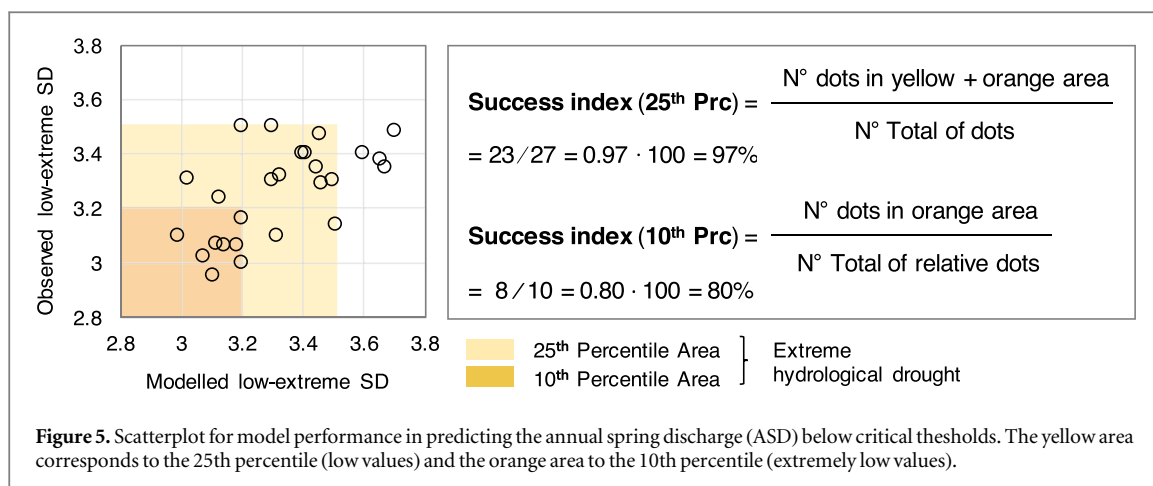 3.8
3.6
3.4
3.2
3
2.8
Observed low-extreme SD
2.8 3 3.2 3.4 3.6 3.8
Modelled low-extreme SD
Success index (25th Prc) = N° dots in yellow + orange area
N° Total of dots
= 23/27 = 0.97 · 100 = 97%
Success index (10th Prc) = N° dots in orange area
N° Total of relative dots
= 8/10 = 0.80 · 100 = 80%
25th Percentile Area
10th Percentile Area
Extreme
hydrological drought
Figure 5. Scatterplot for model performance in predicting the annual spring discharge (ASD) below critical thesholds. The yellow area
corresponds to the 25th percentile (low values) and the orange area to the 10th percentile (extremely low values).